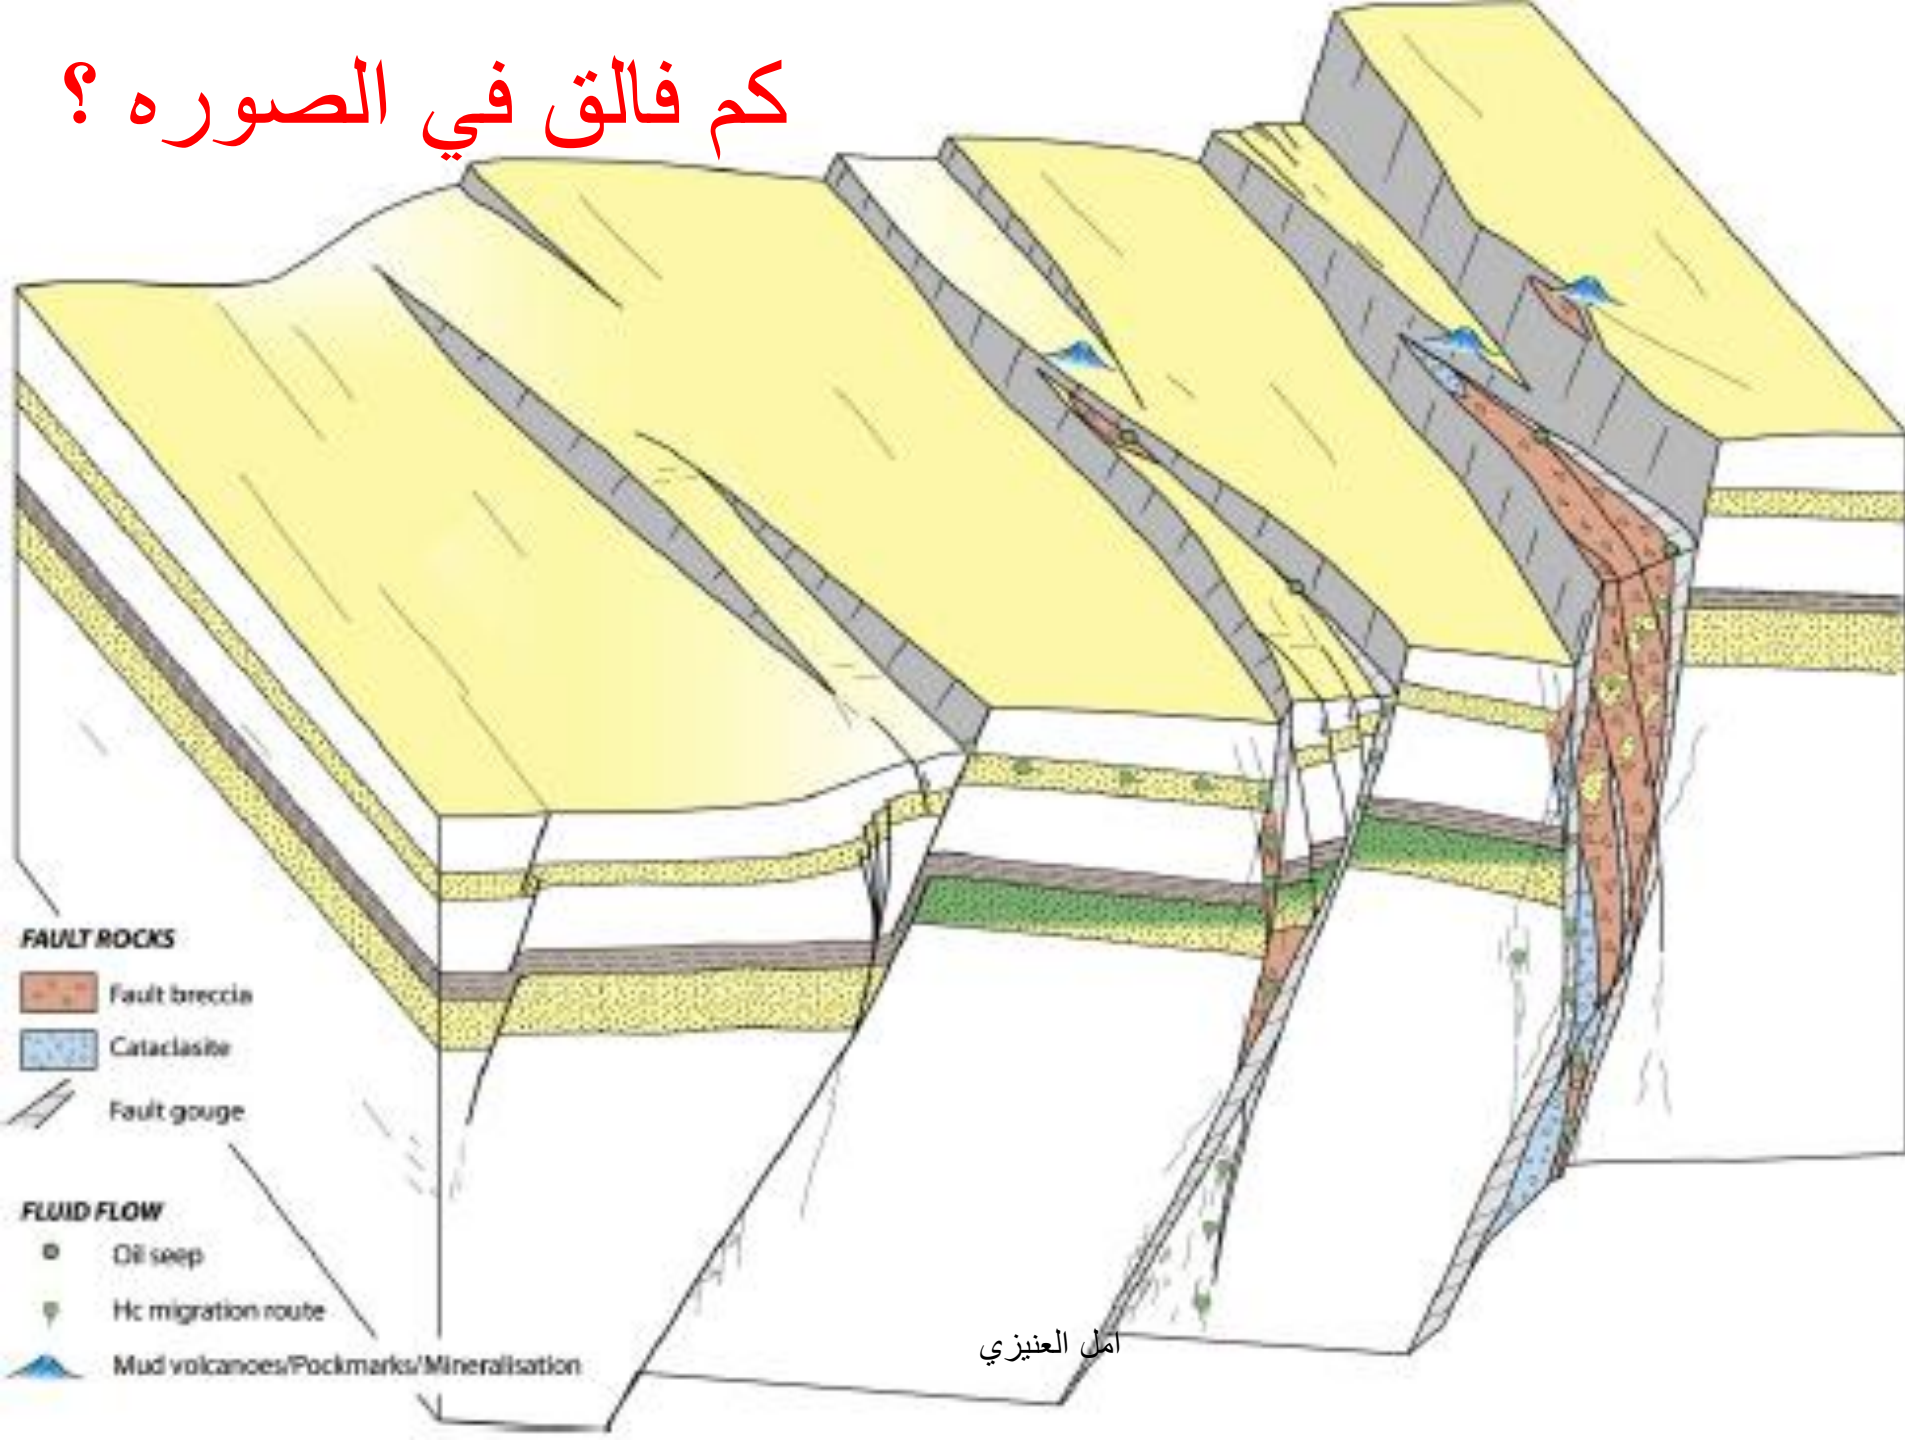 كم فالق في الصوره ؟
FAULT ROCKS
Fault breccia
Cataclasite
Fault gouge
FLUID FLOW
Oil seep
Hc migration route
Mud volcanoes/Pockmarks/Mineralisation
امل العنيزي